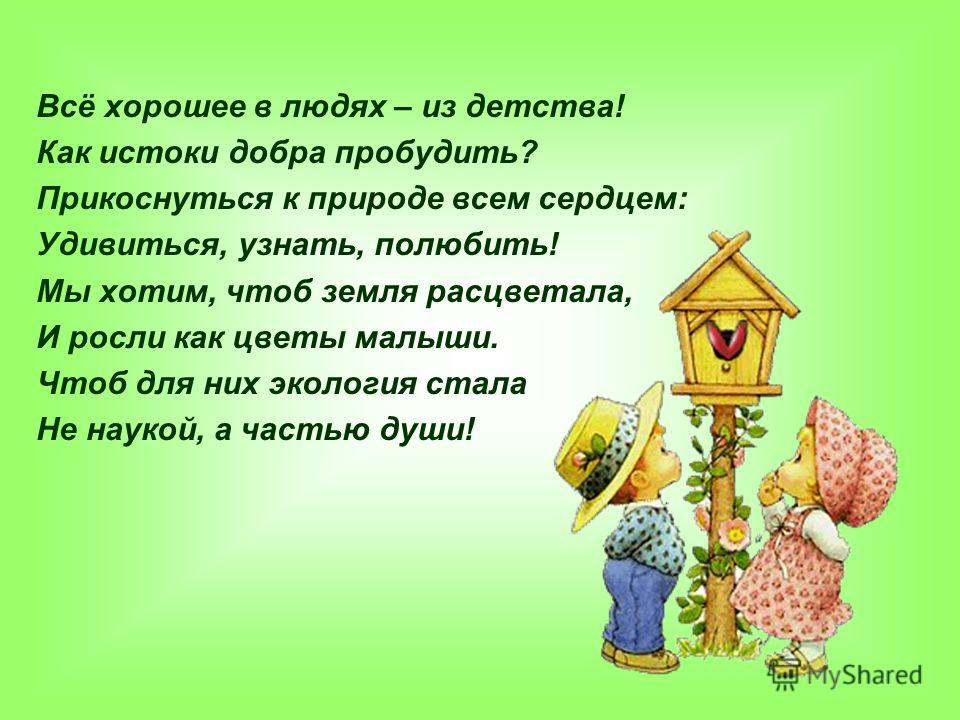 Всё хорошее в людях – из детства!
Как истоки добра пробудить?
Прикоснуться к природе всем сердцем:
Удивиться, узнать, полюбить!
Мы хотим, чтоб земля расцветала,
И росли как цветы малыши.
Чтоб для них экология стала
Не наукой, а частью души!
MyShared